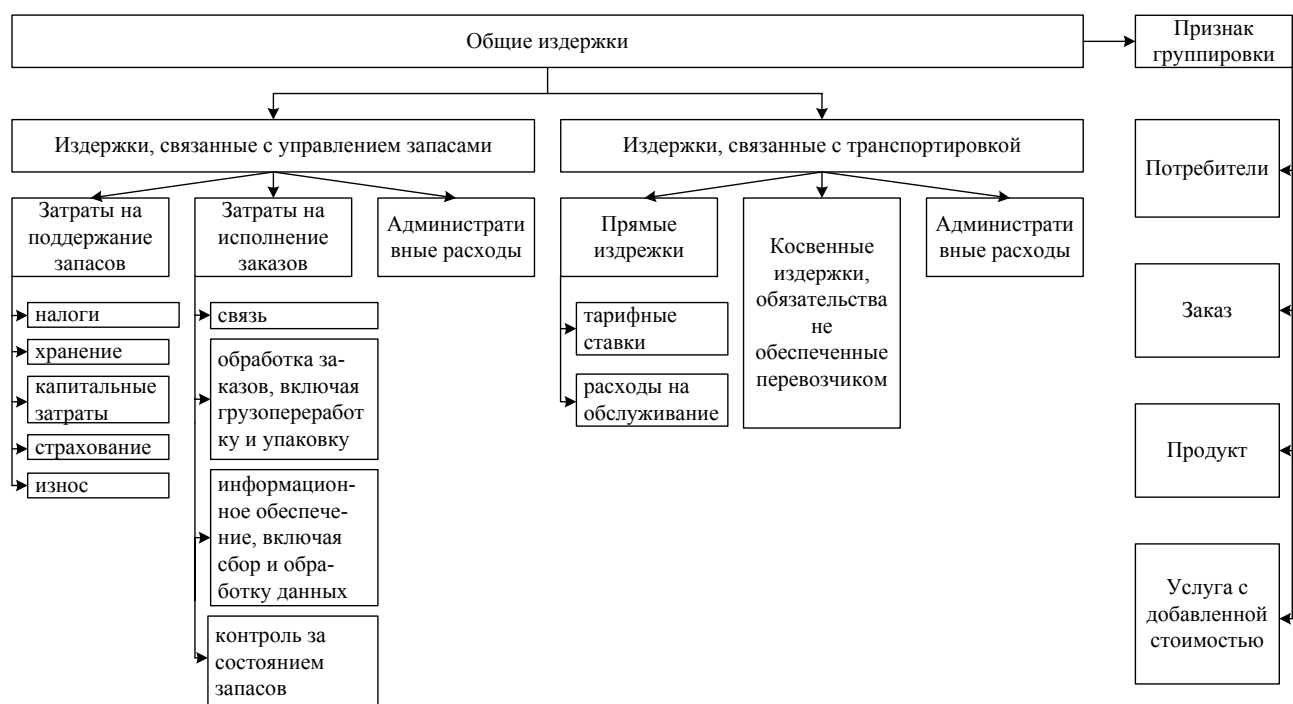 Общие издержки
Признак
группировки
Издержки, связанные с управлением запасами
Издержки, связанные с транспортировкой
Потребители
Затраты на
поддержание
запасов
Затраты на
исполнение
заказов
Административ
вные расходы
Прямые
издрежки
Косвенные
издержки,
обязательства
не
обеспеченные
перевозчиком
Администрати
вные расходы
налоги
хранение
капитальные
затраты
страхование
износ
связь
обработка за-
казов, включая
грузопереработ
ку и упаковку
информацион-
ное обеспече-
ние, включая
сбор и обра-
ботку данных
контроль за
состоянием
запасов
тарифные
ставки
расходы на
обслуживание
Заказ
Продукт
Услуга с
добавленной
стоимостью